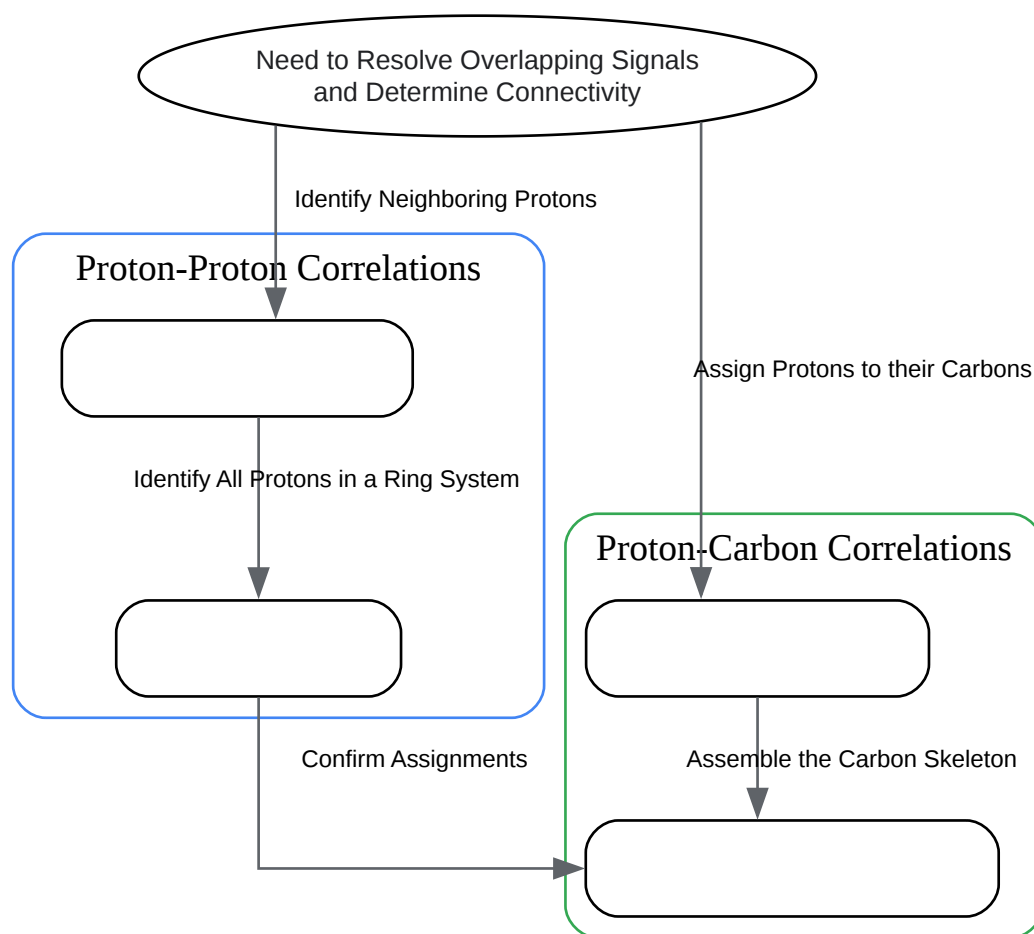 Need to Resolve Overlapping Signals
and Determine Connectivity
Identify Neighboring Protons
Proton-Proton Correlations
Assign Protons to their Carbons
Identify All Protons in a Ring System
Proton-Carbon Correlations
Confirm Assignments
Assemble the Carbon Skeleton